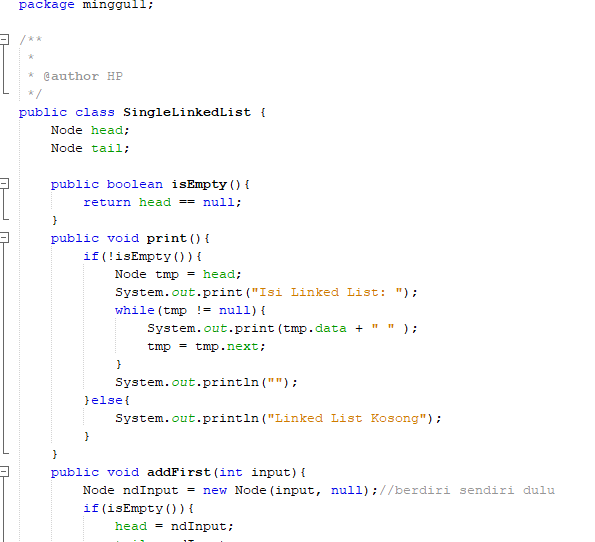 package minggull;
/**
 *
 * @author HP
 */
public class SingleLinkedList {
    Node head;
    Node tail;
    public boolean isEmpty(){
        return head == null;
    }
    public void print(){
        if(!isEmpty()){
            Node tmp = head;
            System.out.print("Isi Linked List: ");
            while(tmp != null){
                System.out.print(tmp.data + " " );
                tmp = tmp.next;
            }
            System.out.println("");
        }else{
            System.out.println("Linked List Kosong");
        }
    }
    public void addFirst(int input){
        Node ndInput = new Node(input, null);//berdiri sendiri dulu
        if(isEmpty()){
            head = ndInput;